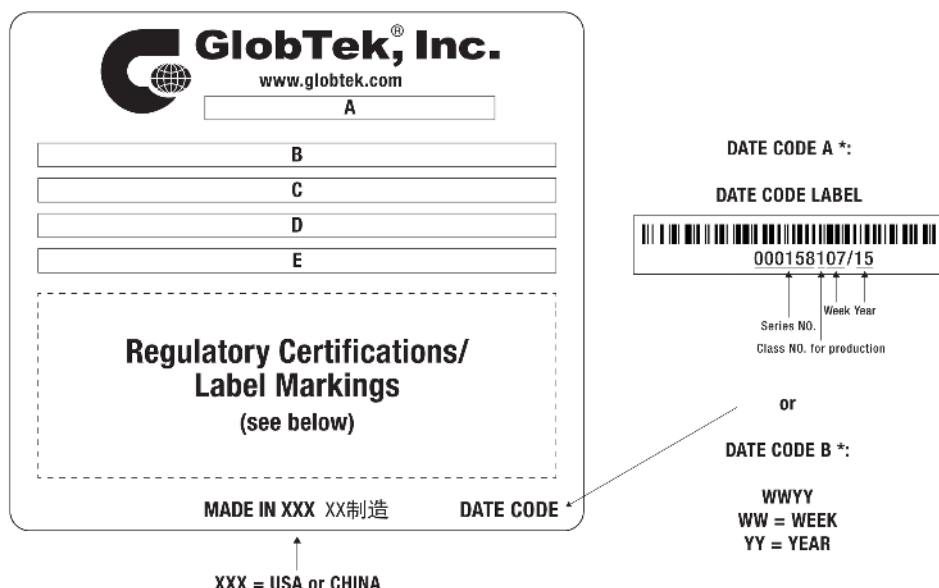 GlobTek,® Inc.
www.globtek.com
A
B
C
D
E
Regulatory Certifications/
Label Markings
(see below)
MADE IN XXX XX制造 DATE CODE
XXX = USA or CHINA
DATE CODE A *:
DATE CODE LABEL
000158107/15
Week Year
Series NO.
Class NO. for production
or
DATE CODE B *:
WWYY
WW = WEEK
YY = YEAR